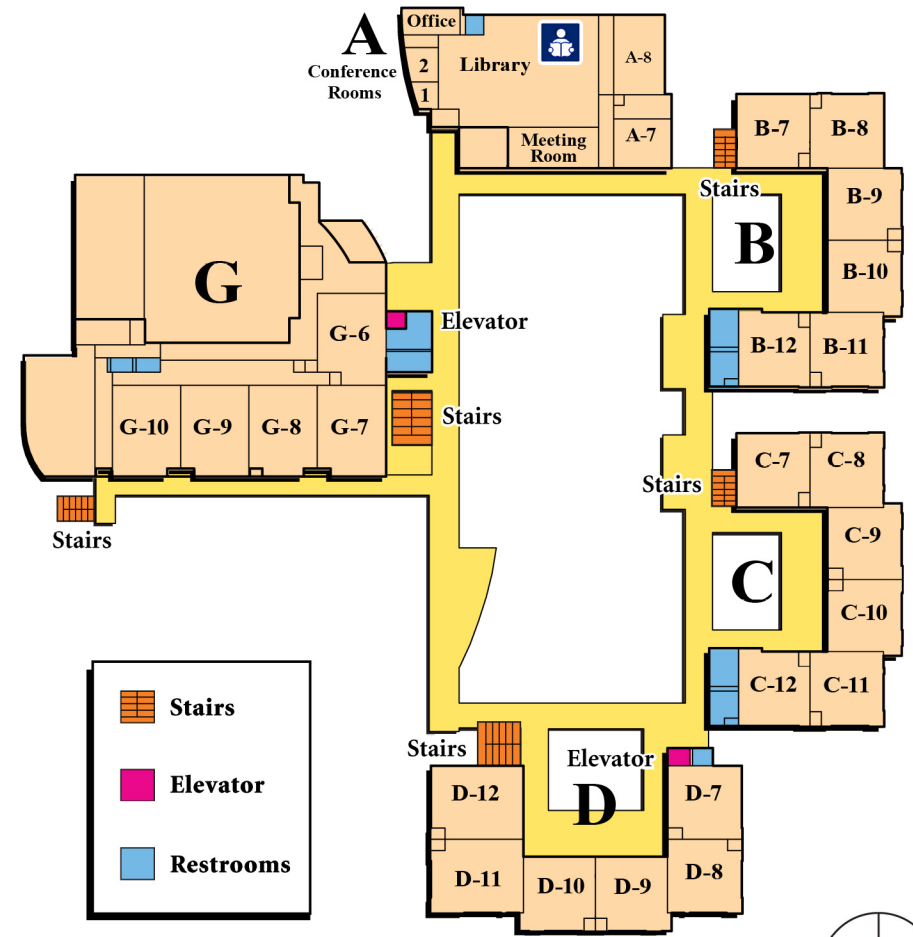 A
Conference
Rooms
Office
2
1
Library
A-8
A-7
Meeting
Room
Stairs
B-7
B-8
B-9
B-10
B
B-12
B-11
G
G-6
Elevator
G-10
G-9
G-8
G-7
Stairs
Stairs
Stairs
C-7
C-8
C-9
C
C-10
C-12
C-11
Stairs
Elevator
D
D-12
D-7
D-11
D-10
D-9
D-8
Stairs
Elevator
Restrooms